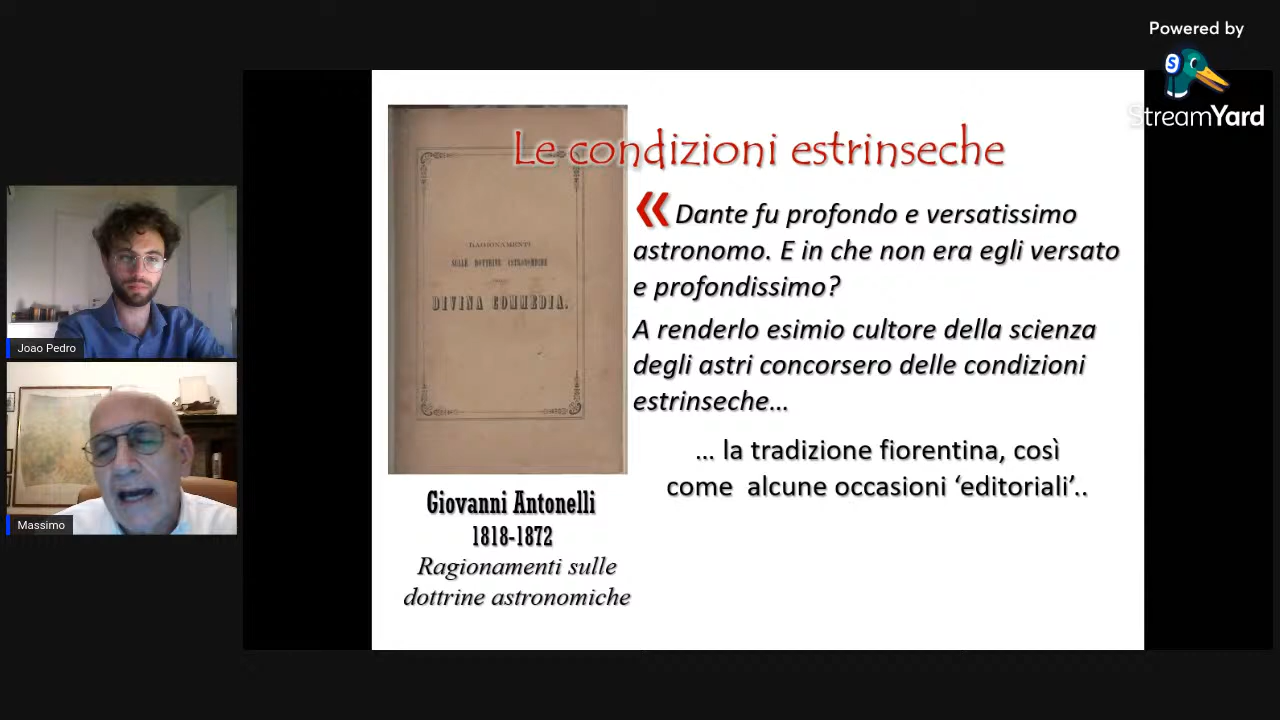 Powered by
StreamYard
Le condizioni estrinseche
RAGIONAMENTI
SULLE DOTTRINE ASTRONOMICHE
DIVINA COMMEDIA.
« Dante fu profondo e versatissimo
astronomo. E in che non era egli versato
e profondissimo?
A renderlo esimio cultore della scienza
degli astri concorsero delle condizioni
estrinseche...
... la tradizione fiorentina, così
come alcune occasioni ‘editoriali’..
Giovanni Antonelli
1818-1872
Ragionamenti sulle
dottrine astronomiche
Joao Pedro
Massimo